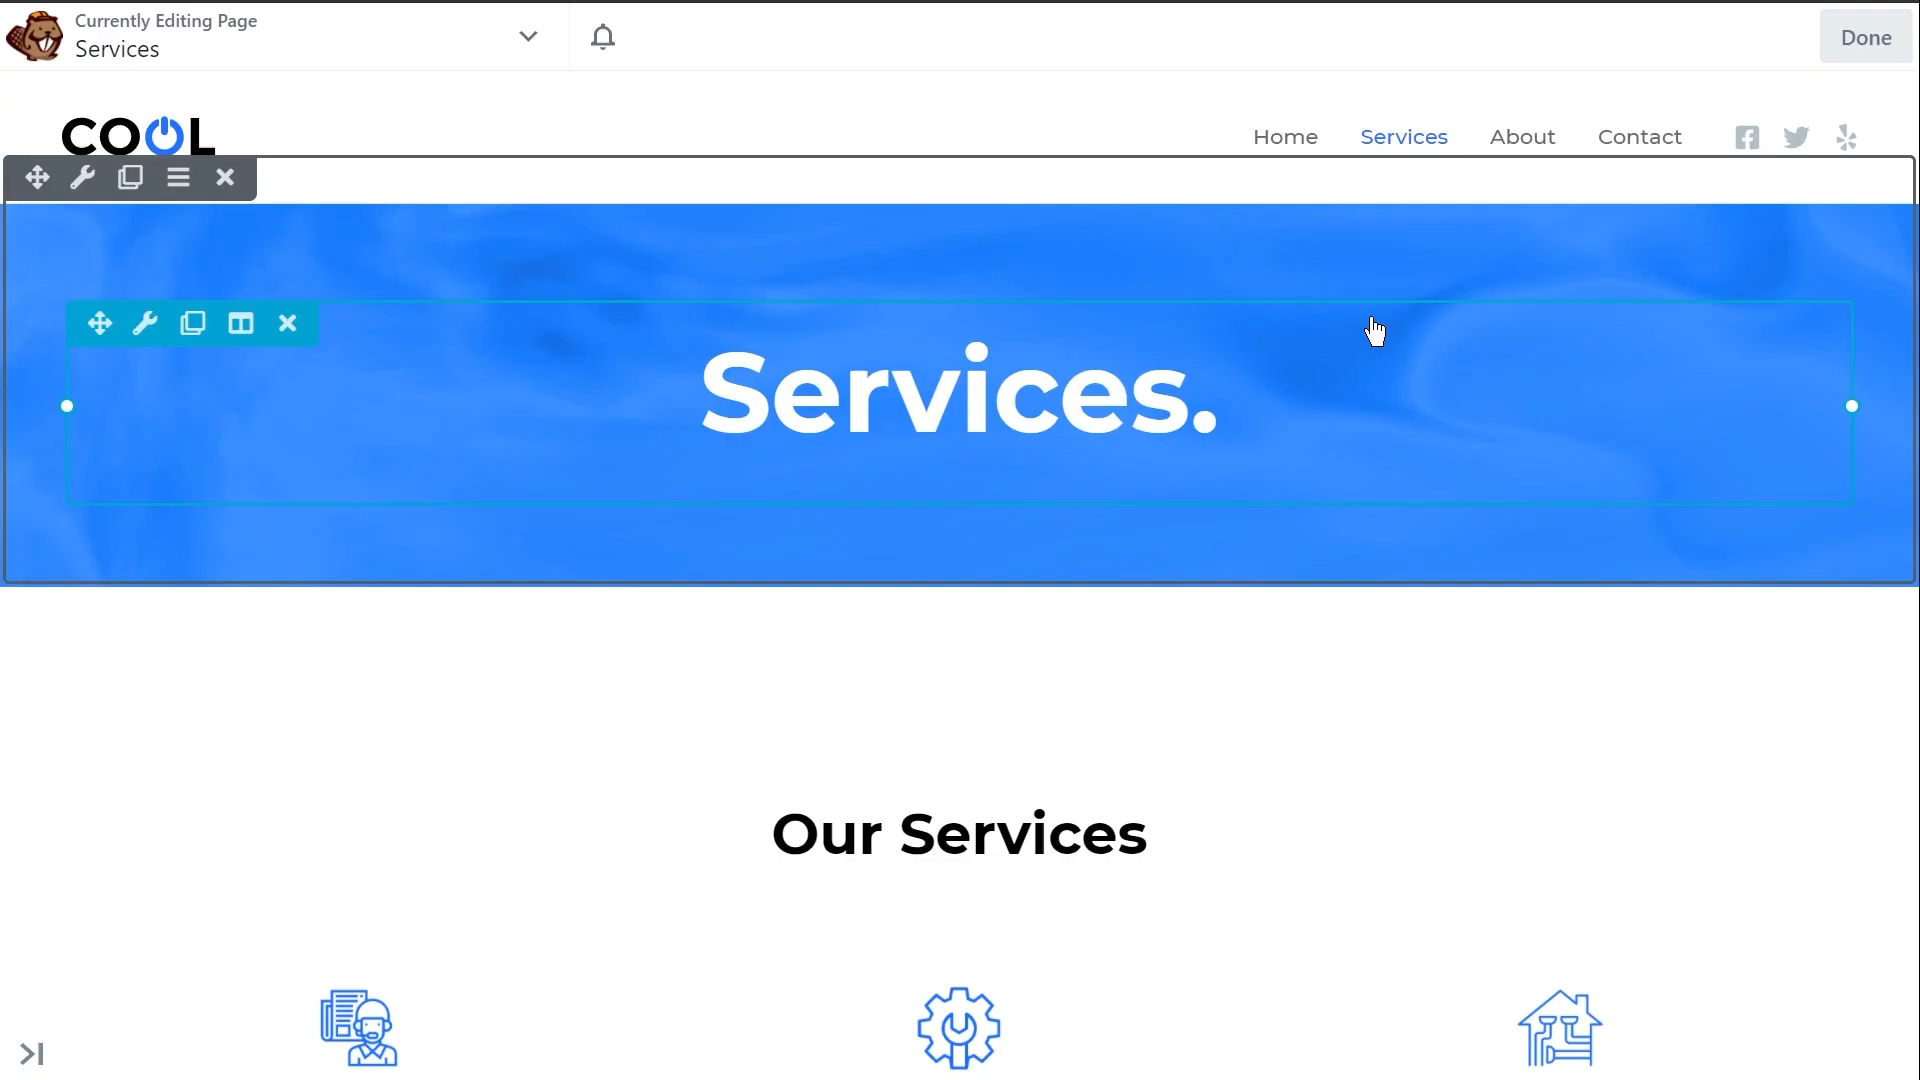 Currently Editing Page
Services
Done
COOL
Home Services About Contact
Services.
Our Services